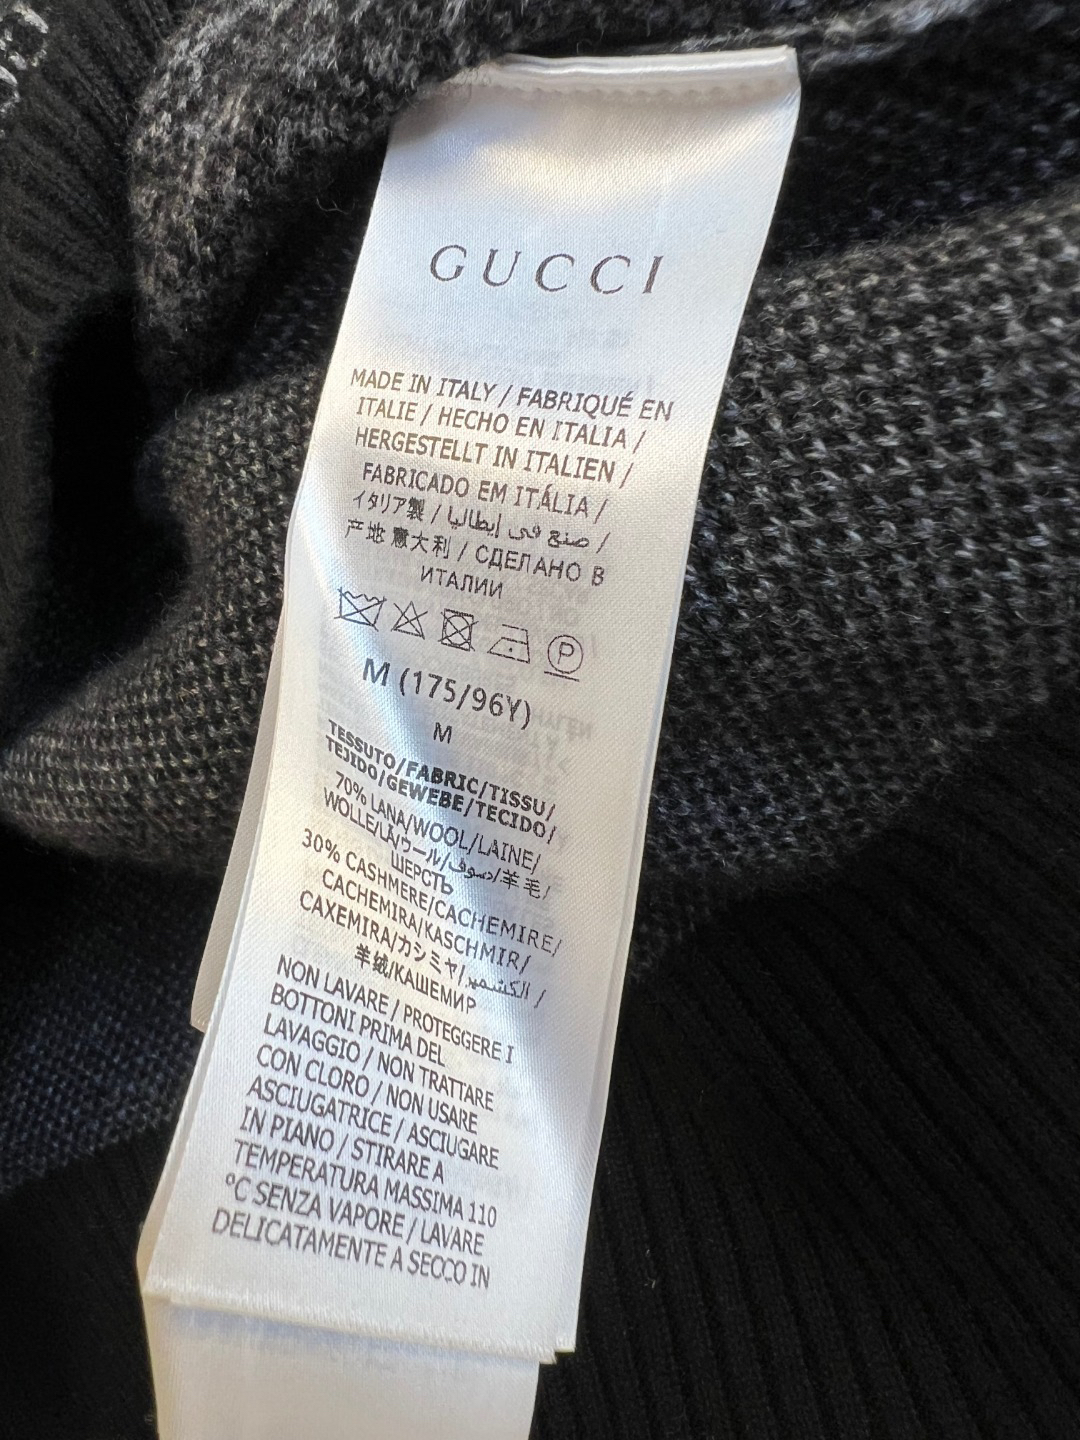 GUCCI
MADE IN ITALY / FABRIQUÉ EN
ITALIE / HECHO EN ITALIA /
HERGESTELLT IN ITALIEN /
FABRICADO EM ITÁLIA /
イタリア製 / صنع في إيطاليا /
产地 意大利 / СДЕЛАНО В
ИТАЛИИ
P
M (175/96Y)
M
TESSUTO/FABRIC/TISSU/
TEJIDO/GEWEBE/TECIDO/
70% LANA/WOOL/LAINE/
WOLLE/LÃ/ウール/صوف/羊毛/
ШЕРСТЬ
30% CASHMERE/CACHEMIRE/
CACHEMIRA/KASCHMIR/
CAXEMIRA/カシミヤ/الكشمير /
羊绒/КАШЕМИР
NON LAVARE / PROTEGGERE I
BOTTONI PRIMA DEL
LAVAGGIO / NON TRATTARE
CON CLORO / NON USARE
ASCIUGATRICE / ASCIUGARE
IN PIANO / STIRARE A
TEMPERATURA MASSIMA 110
°C SENZA VAPORE / LAVARE
DELICATAMENTE A SECCO IN